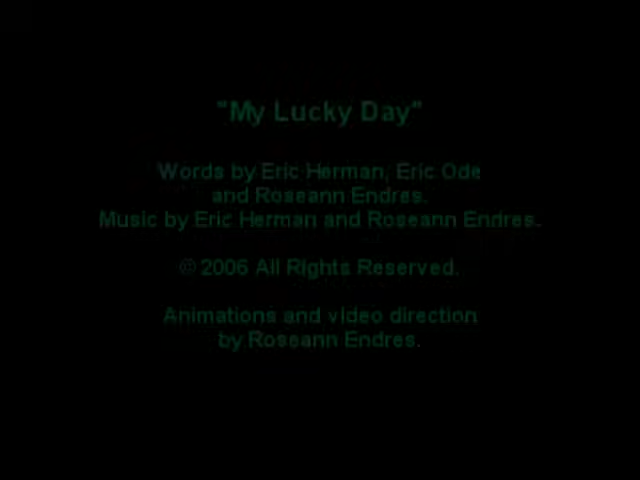 "My Lucky Day"
Words by Eric Herman, Eric Ode
and Roseann Endres.
Music by Eric Herman and Roseann Endres.
© 2006 All Rights Reserved.
Animations and video direction
by Roseann Endres.